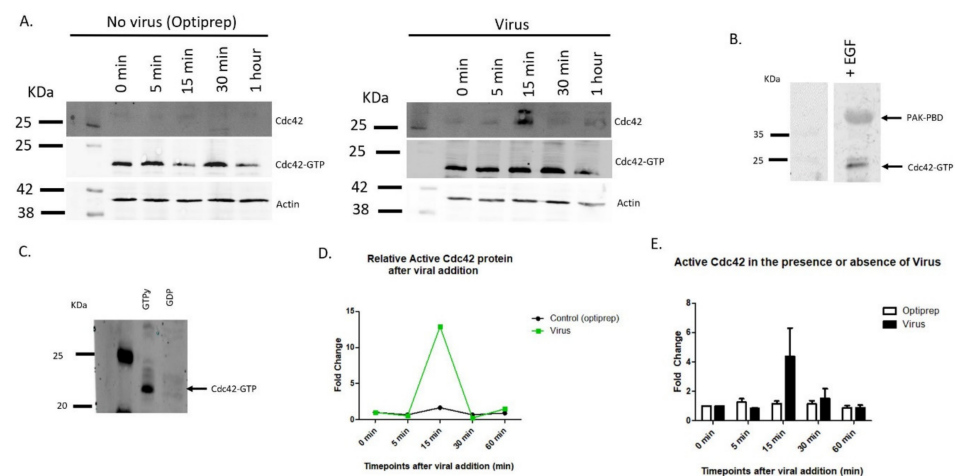 A.
No virus (Optiprep)
Virus
0 min
5 min
15 min
30 min
1 hour
0 min
5 min
15 min
30 min
1 hour
KDa
25
25
42
38
Cdc42
Cdc42-GTP
Actin
25
25
42
38
Cdc42
Cdc42-GTP
Actin
B.
+ EGF
KDa
35
25
PAK-PBD
Cdc42-GTP
C.
KDa
GTPγ
GDP
25
20
Cdc42-GTP
D.
Relative Active Cdc42 protein
after viral addition
Control (optiprep)
Virus
Fold Change
15
10
5
0
0 min
5 min
15 min
30 min
60 min
Timepoints after viral addition (min)
E.
Active Cdc42 in the presence or absence of Virus
Optiprep
Virus
Fold Change
8
6
4
2
0
0 min
5 min
15 min
30 min
60 min
Timepoints after viral addition (min)